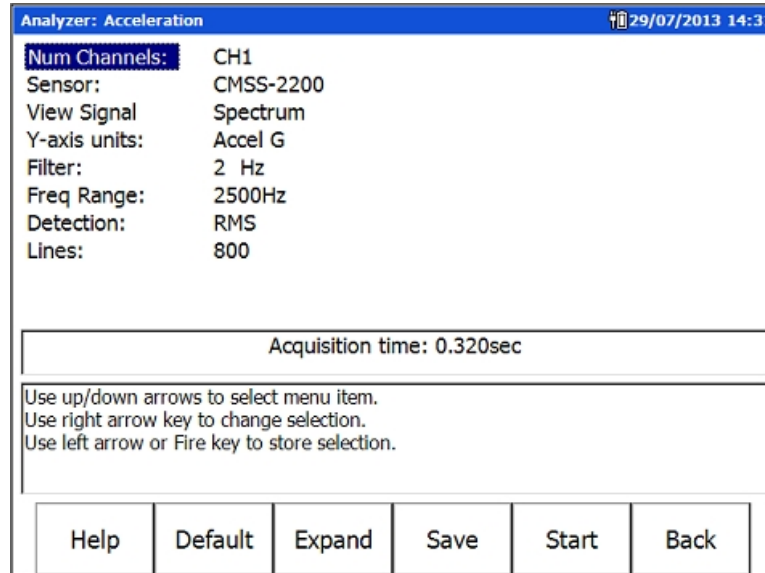 Analyzer: Acceleration 29/07/2013 14:3
Num Channels: CH1
Sensor: CMSS-2200
View Signal Spectrum
Y-axis units: Accel G
Filter: 2 Hz
Freq Range: 2500Hz
Detection: RMS
Lines: 800
Acquisition time: 0.320sec
Use up/down arrows to select menu item.
Use right arrow key to change selection.
Use left arrow or Fire key to store selection.
Help Default Expand Save Start Back